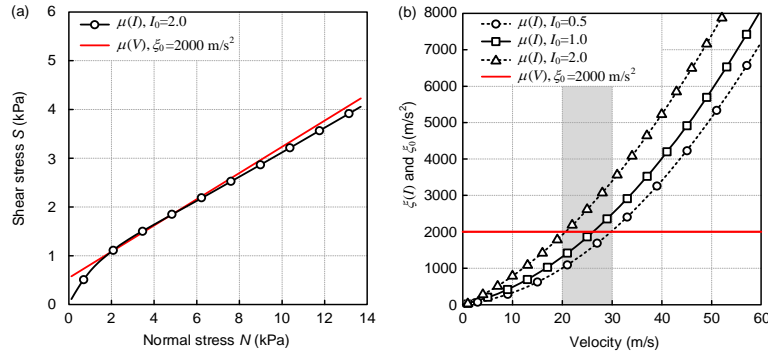 (a)
6
5
4
3
2
1
0
0 2 4 6 8 10 12 14
Shear stress S (kPa)
Normal stress N (kPa)
μ(I), I₀=2.0
μ(V), ξ₀=2000 m/s²
(b)
8000
7000
6000
5000
4000
3000
2000
1000
0
0 10 20 30 40 50 60
ξ(I) and ξ₀(m/s²)
Velocity (m/s)
μ(I), I₀=0.5
μ(I), I₀=1.0
μ(I), I₀=2.0
μ(V), ξ₀=2000 m/s²